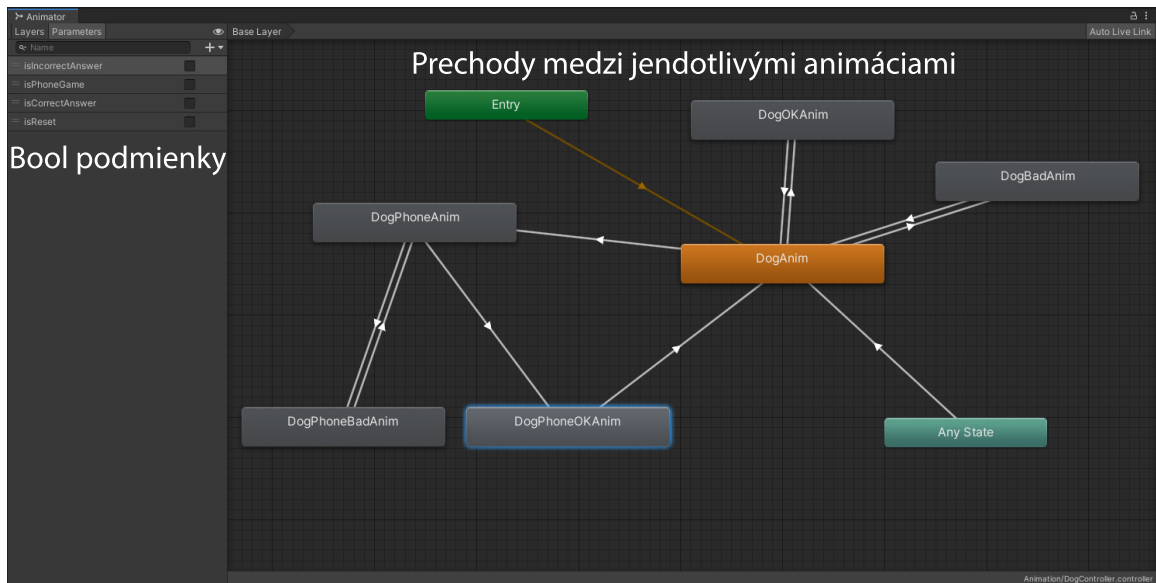 Animator
Layers Parameters
Base Layer
Auto Live Link
Name
isIncorrectAnswer
isPhoneGame
isCorrectAnswer
isReset
Bool podmienky
Prechody medzi jendotlivými animáciami
Entry
DogOKAnim
DogBadAnim
DogPhoneAnim
DogAnim
DogPhoneBadAnim
DogPhoneOKAnim
Any State
Animation/DogController.controller